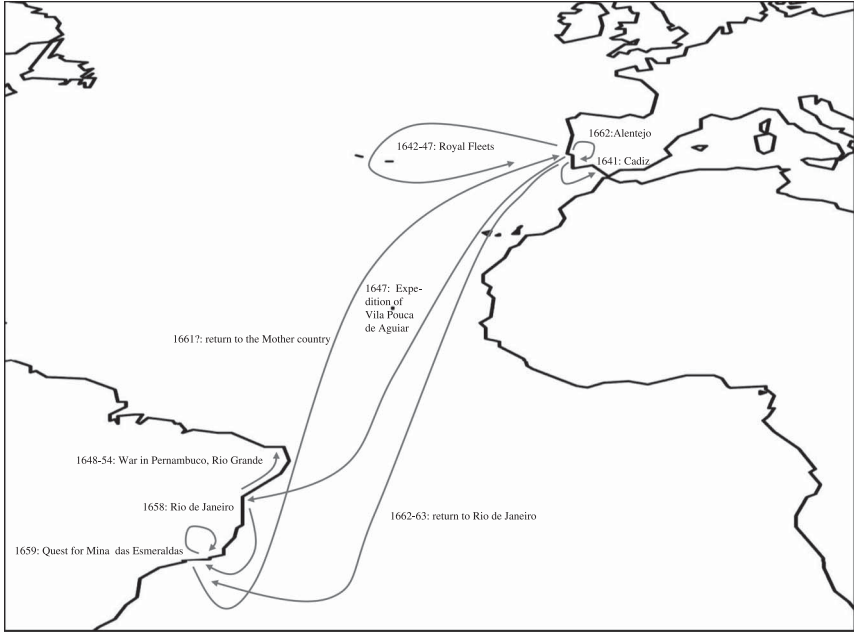 1662:Alentejo
1642-47: Royal Fleets
1641: Cadiz
1647: Expe-
dition of
Vila Pouca
de Aguiar
1661?: return to the Mother country
1648-54: War in Pernambuco, Rio Grande
1658: Rio de Janeiro
1662-63: return to Rio de Janeiro
1659: Quest for Mina das Esmeraldas